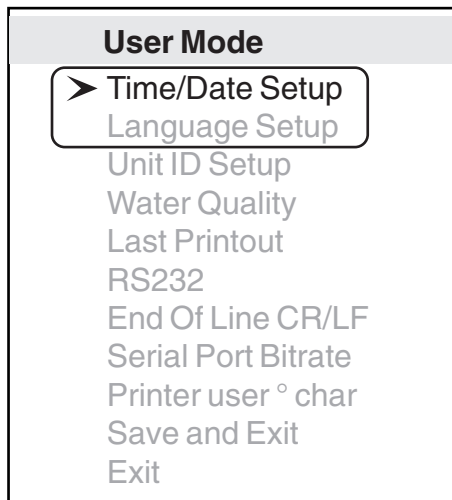 User Mode
➤ Time/Date Setup
Language Setup
Unit ID Setup
Water Quality
Last Printout
RS232
End Of Line CR/LF
Serial Port Bitrate
Printer user ° char
Save and Exit
Exit